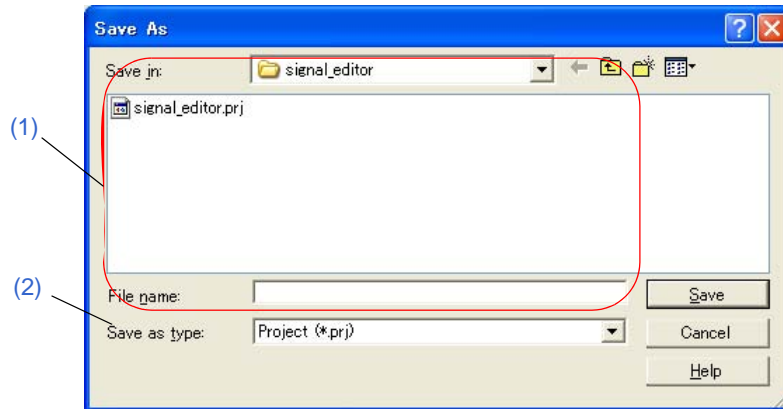 Save As
Save in: signal_editor
signal_editor.prj
(1)
(2)
File name: Save
Save as type: Project (*.prj) Cancel
Help